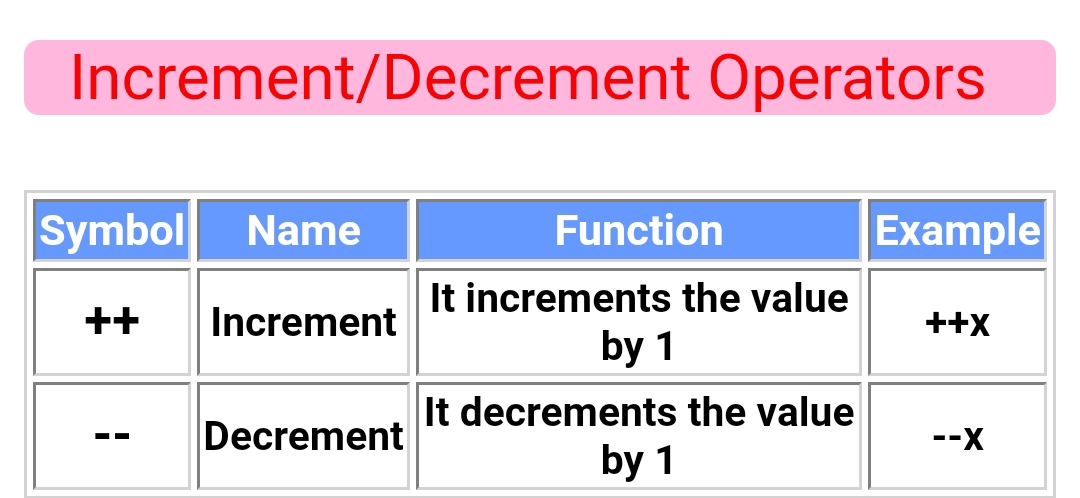 Increment/Decrement Operators
Symbol Name Function Example
++ Increment It increments the value by 1 ++x
-- Decrement It decrements the value by 1 --x